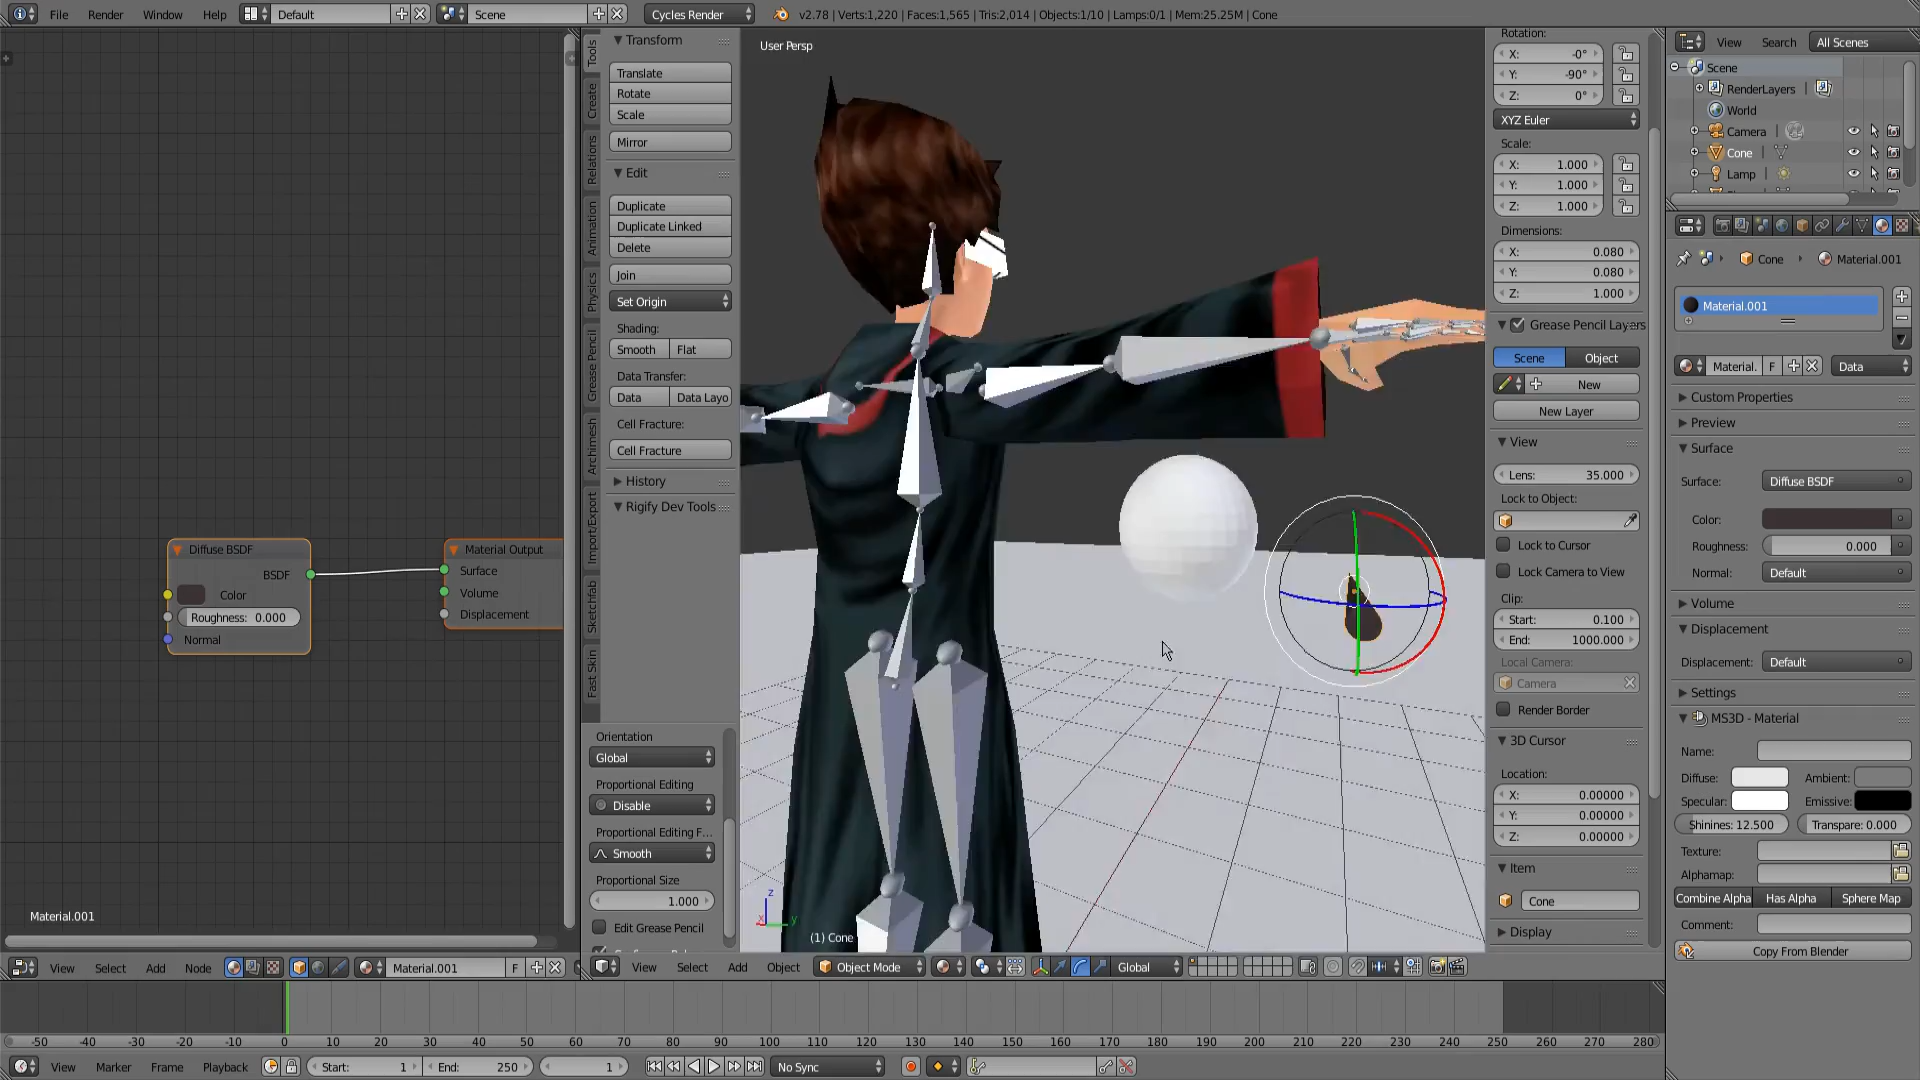 File Render Window Help Default Scene Cycles Render v2.78 | Verts:1,220 | Faces:1,565 | Tris:2,014 | Objects:1/10 | Lamps:0/1 | Mem:25.25M | Cone
Tools
Create
Relations
Animation
Physics
Grease Pencil
Archimesh
Import/Export
Sketchfab
Fast Skin
Transform
Translate
Rotate
Scale
Mirror
Edit
Duplicate
Duplicate Linked
Delete
Join
Set Origin
Shading:
Smooth Flat
Data Transfer:
Data Data Layo
Cell Fracture:
Cell Fracture
History
Rigify Dev Tools
Orientation
Global
Proportional Editing
Disable
Proportional Editing F...
Smooth
Proportional Size
1.000
Edit Grease Pencil
Diffuse BSDF
BSDF
Color
Roughness: 0.000
Normal
Material Output
Surface
Volume
Displacement
Material.001
View Select Add Node Material.001 F
User Persp
z
x y
(1) Cone
View Select Add Object Object Mode Global
Rotation:
X: -0°
Y: -90°
Z: 0°
XYZ Euler
Scale:
X: 1.000
Y: 1.000
Z: 1.000
Dimensions:
X: 0.080
Y: 0.080
Z: 1.000
Grease Pencil Layers
Scene Object
New
New Layer
View
Lens: 35.000
Lock to Object:
Lock to Cursor
Lock Camera to View
Clip:
Start: 0.100
End: 1000.000
Local Camera:
Camera
Render Border
3D Cursor
Location:
X: 0.00000
Y: 0.00000
Z: 0.00000
Item
Cone
Display
View Search All Scenes
Scene
RenderLayers |
World
Camera |
Cone |
Lamp |
Cone Material.001
Material.001
Material. F Data
Custom Properties
Preview
Surface
Surface: Diffuse BSDF
Color:
Roughness: 0.000
Normal: Default
Volume
Displacement
Displacement: Default
Settings
MS3D - Material
Name:
Diffuse: Ambient:
Specular: Emissive:
Shinines: 12.500 Transpare: 0.000
Texture:
Alphamap:
Combine Alpha Has Alpha Sphere Map
Comment:
Copy From Blender
-50 -40 -30 -20 -10 0 10 20 30 40 50 60 70 80 90 100 110 120 130 140 150 160 170 180 190 200 210 220 230 240 250 260 270 280
View Marker Frame Playback Start: 1 End: 250 1 No Sync